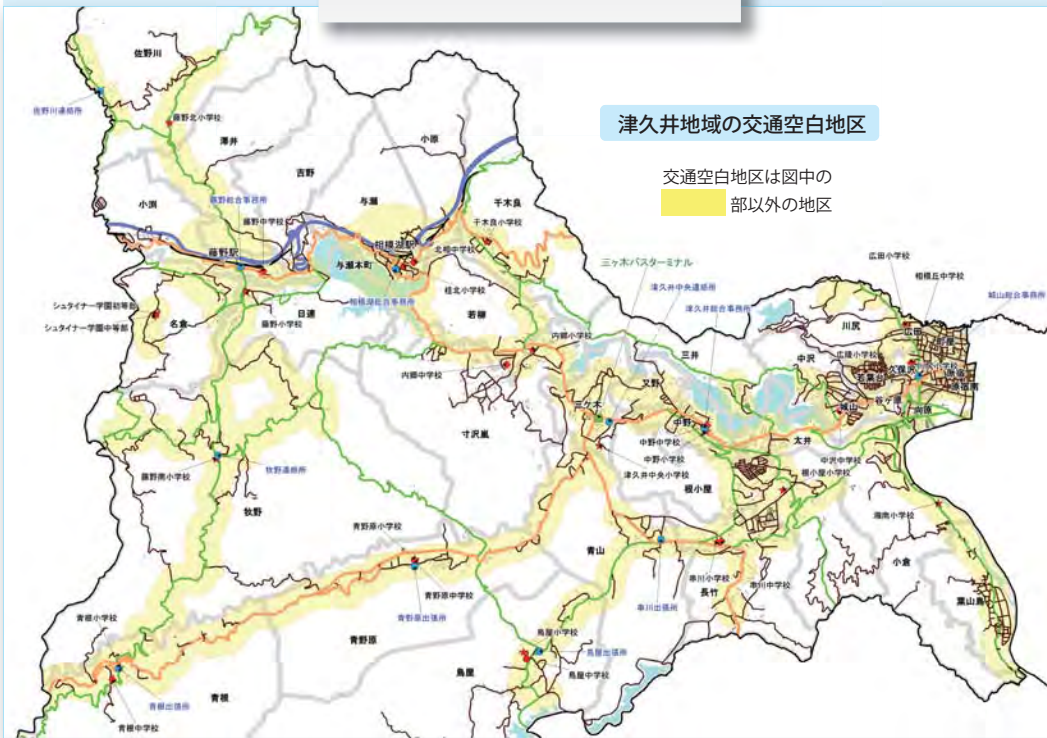 津久井地域の交通空白地区
交通空白地区は図中の
部以外の地区
佐野川
佐野川連絡所
藤野北小学校
澤井
小原
吉野
小渕
藤野総合事務所
与瀬
千木良
藤野中学校
千木良小学校
相模湖駅
北相中学校
藤野駅
与瀬本町
三ヶ木バスターミナル
広田小学校
相模丘中学校
津久井中央連絡所
城山総合事務所
相模湖総合事務所
桂北小学校
津久井総合事務所
シュタイナー学園初等部
名倉
日連
若柳
川尻
広田
シュタイナー学園中等部
藤野小学校
内郷小学校
三井
中沢
広陵小学校
久保沢
原宿
内郷中学校
又野
若葉台
原宿南
三ケ木
城山
谷ヶ原
向原
寸沢嵐
中野
太井
中野中学校
中沢中学校
中野小学校
根小屋小学校
藤野南小学校
牧野連絡所
津久井中央小学校
根小屋
牧野
湘南小学校
青野原小学校
青山
小倉
串川小学校
串川中学校
青野原中学校
長竹
葉山島
青根小学校
青野原出張所
串川出張所
鳥屋小学校
青野原
鳥屋出張所
鳥屋
鳥屋中学校
青根
青根出張所
青根中学校